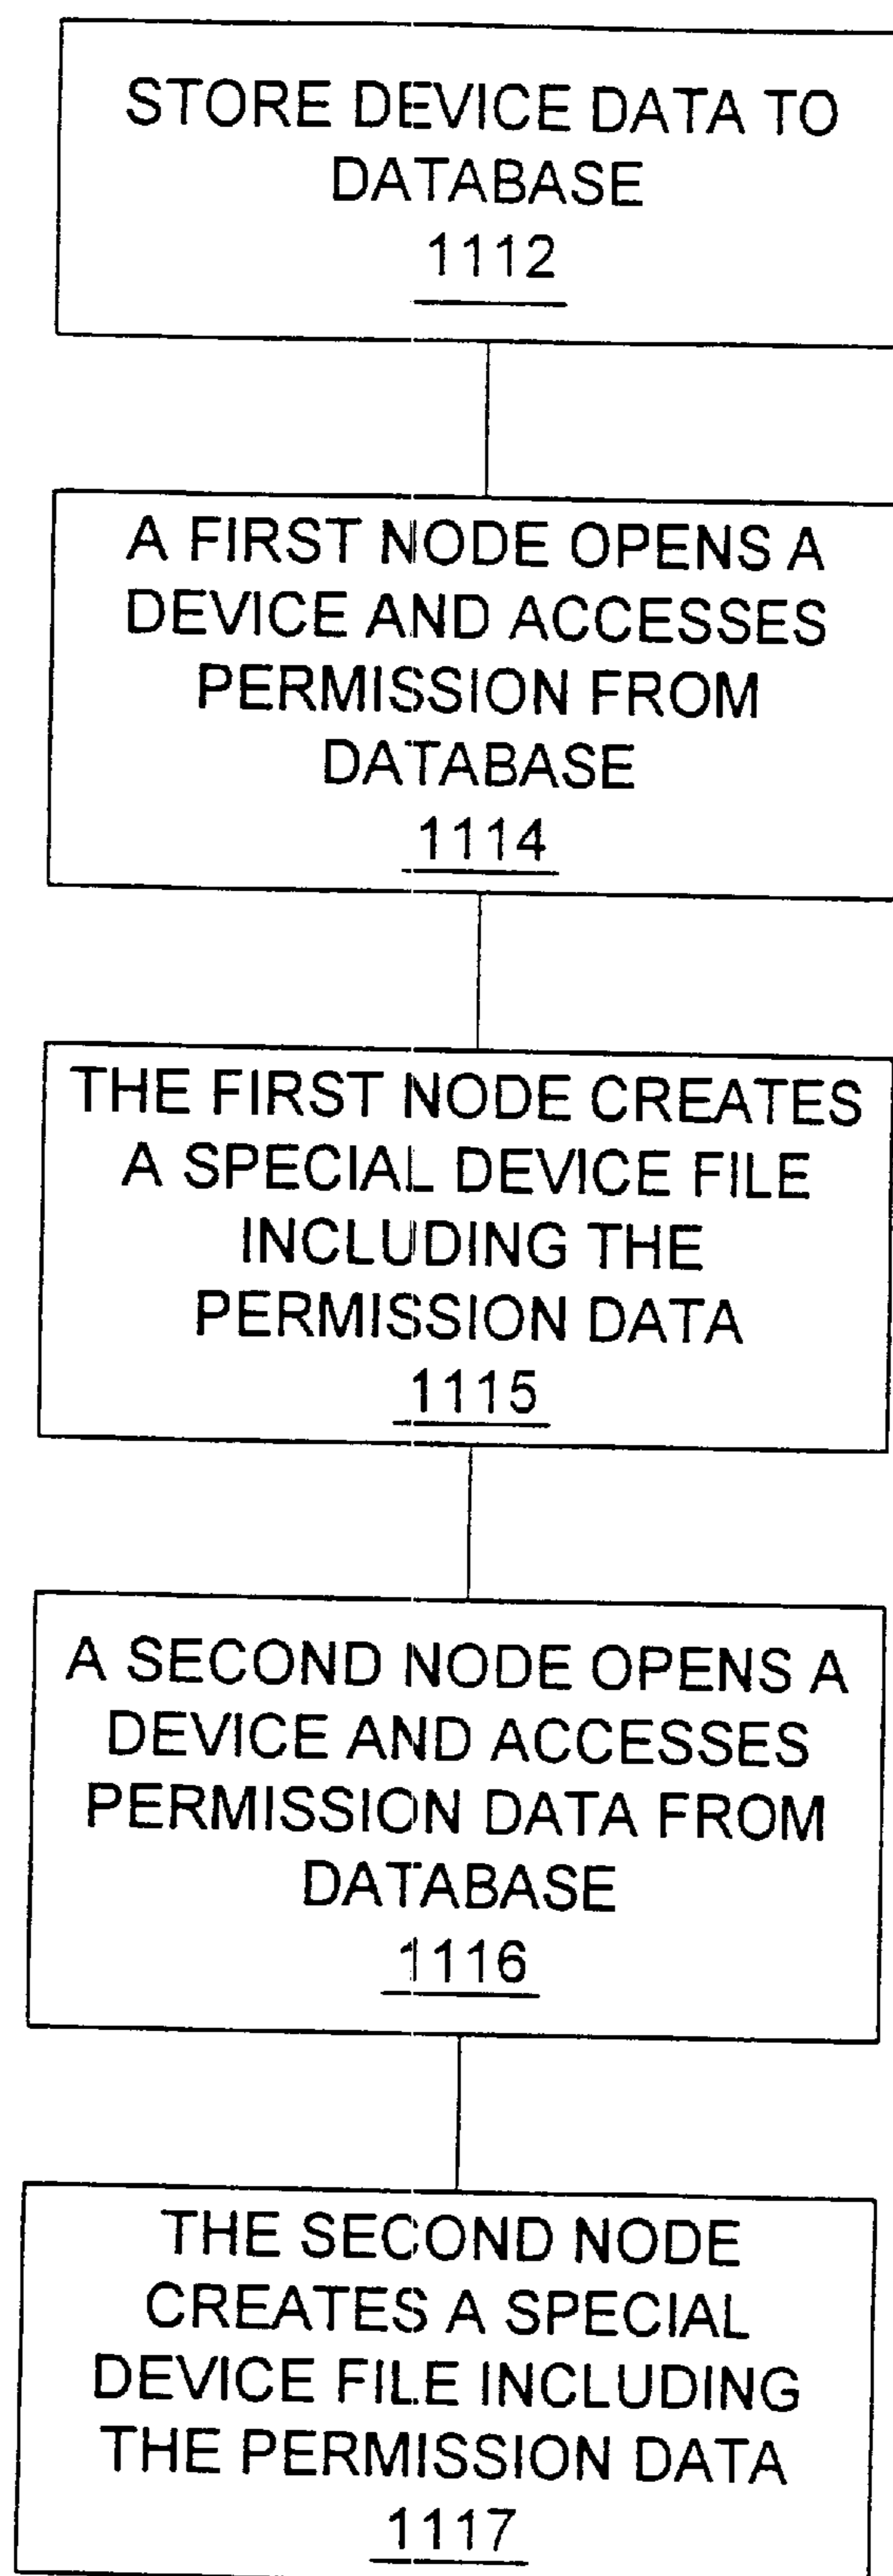 STORE DEVICE DATA TO
DATABASE
1112
A FIRST NODE OPENS A
DEVICE AND ACCESSES
PERMISSION FROM
DATABASE
1114
THE FIRST NODE CREATES
A SPECIAL DEVICE FILE
INCLUDING THE
PERMISSION DATA
1115
A SECOND NODE OPENS A
DEVICE AND ACCESSES
PERMISSION DATA FROM
DATABASE
1116
THE SECOND NODE
CREATES A SPECIAL
DEVICE FILE INCLUDING
THE PERMISSION DATA
1117